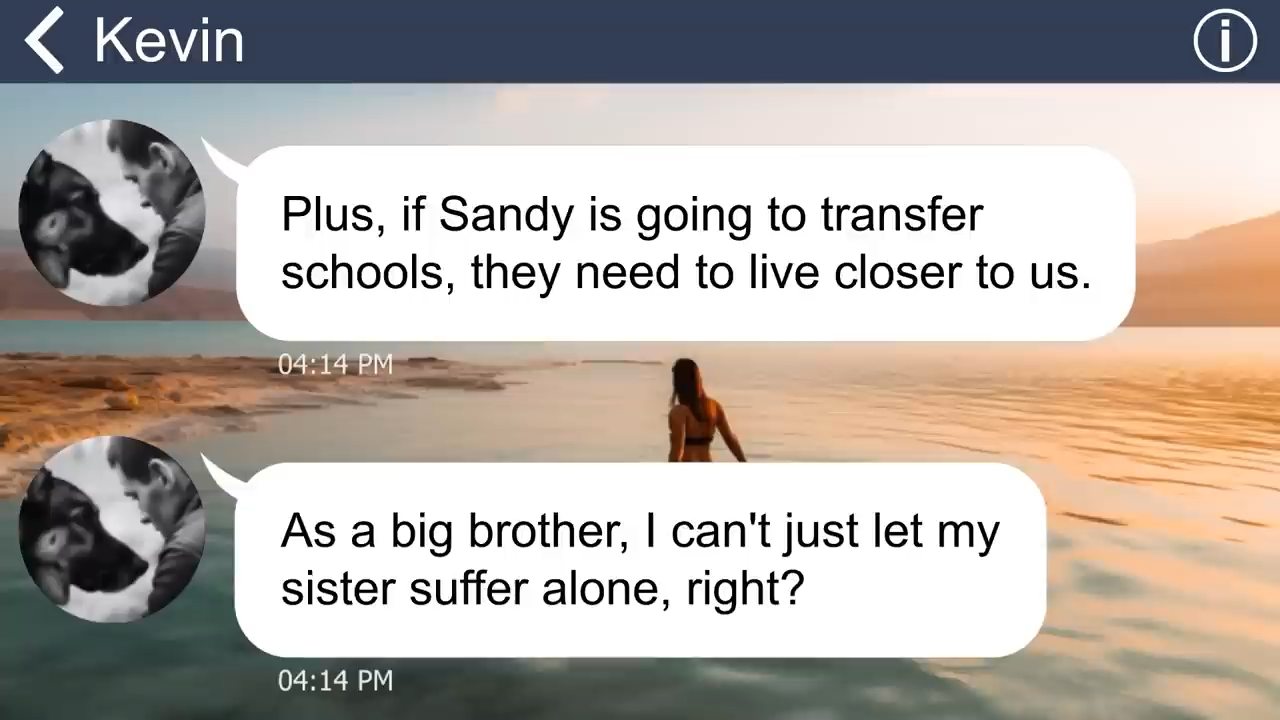 Kevin
Plus, if Sandy is going to transfer
schools, they need to live closer to us.
04:14 PM
As a big brother, I can't just let my
sister suffer alone, right?
04:14 PM